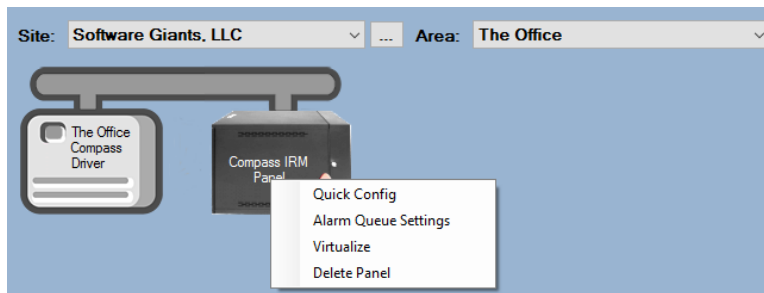 Site: Software Giants, LLC ... Area: The Office
The Office
Compass
Driver
Compass IRM
Panel
Quick Config
Alarm Queue Settings
Virtualize
Delete Panel